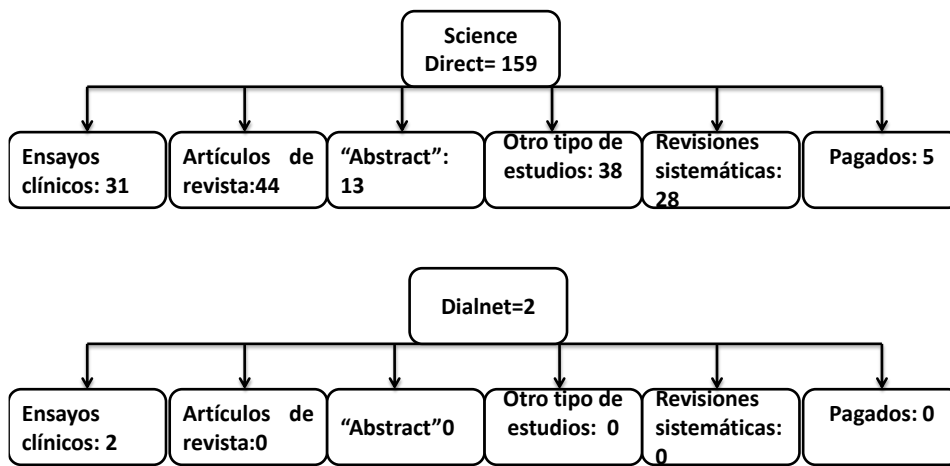 Science
Direct= 159
Ensayos
clínicos: 31
Artículos de
revista:44
“Abstract”:
13
Otro tipo de
estudios: 38
Revisiones
sistemáticas:
28
Pagados: 5
Dialnet=2
Ensayos
clínicos: 2
Artículos de
revista:0
“Abstract”0
Otro tipo de
estudios: 0
Revisiones
sistemáticas:
0
Pagados: 0